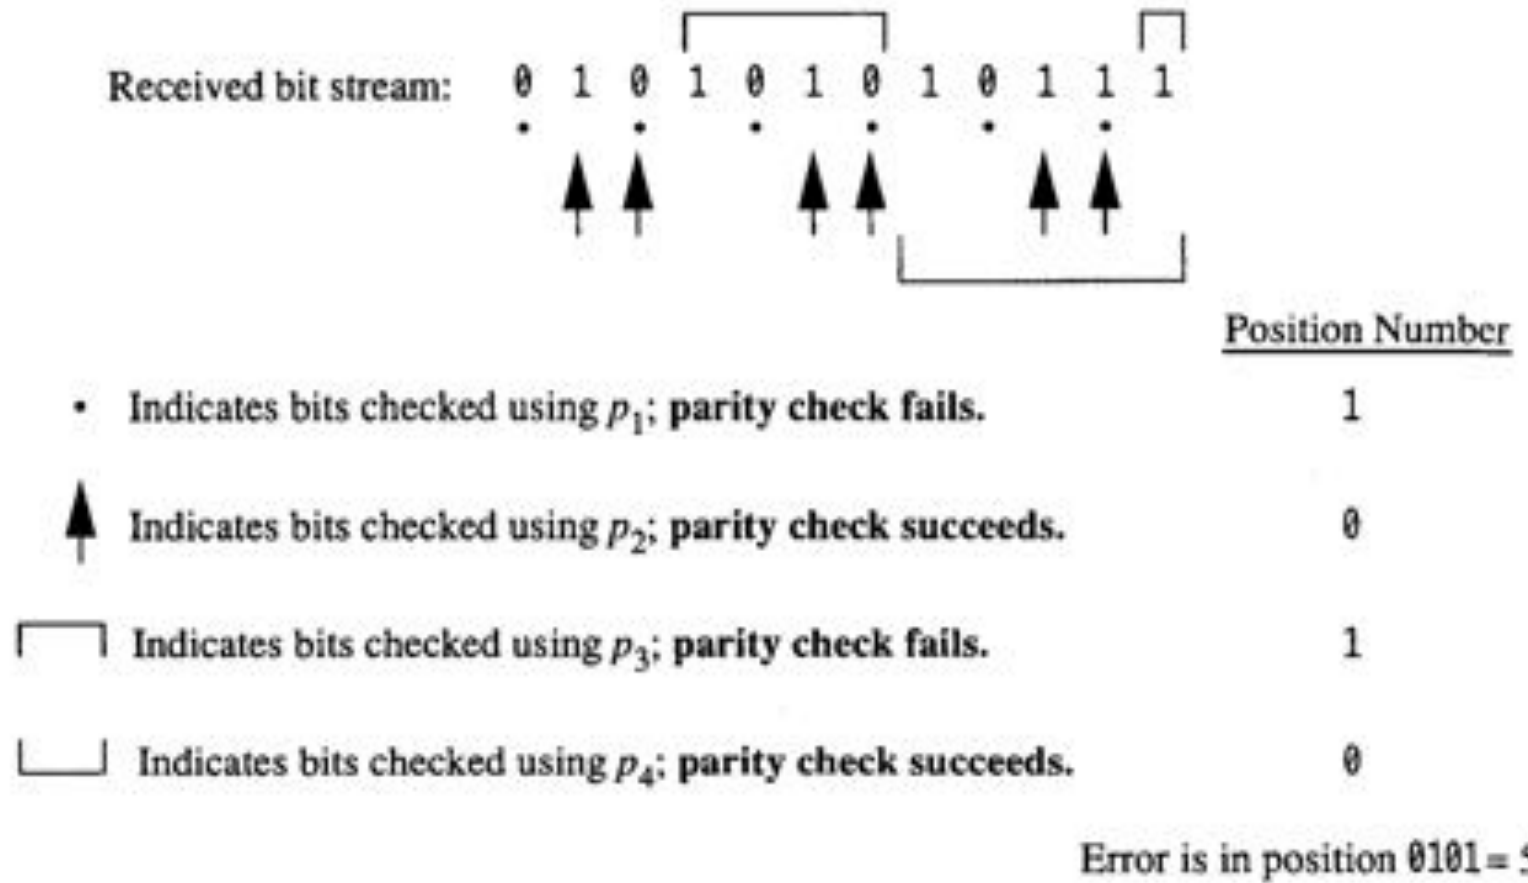 Received bit stream: 0 1 0 1 0 1 0 1 0 1 1 1
Position Number
• Indicates bits checked using p1; parity check fails. 1
Indicates bits checked using p2; parity check succeeds. 0
Indicates bits checked using p3; parity check fails. 1
Indicates bits checked using p4; parity check succeeds. 0
Error is in position 0101 =